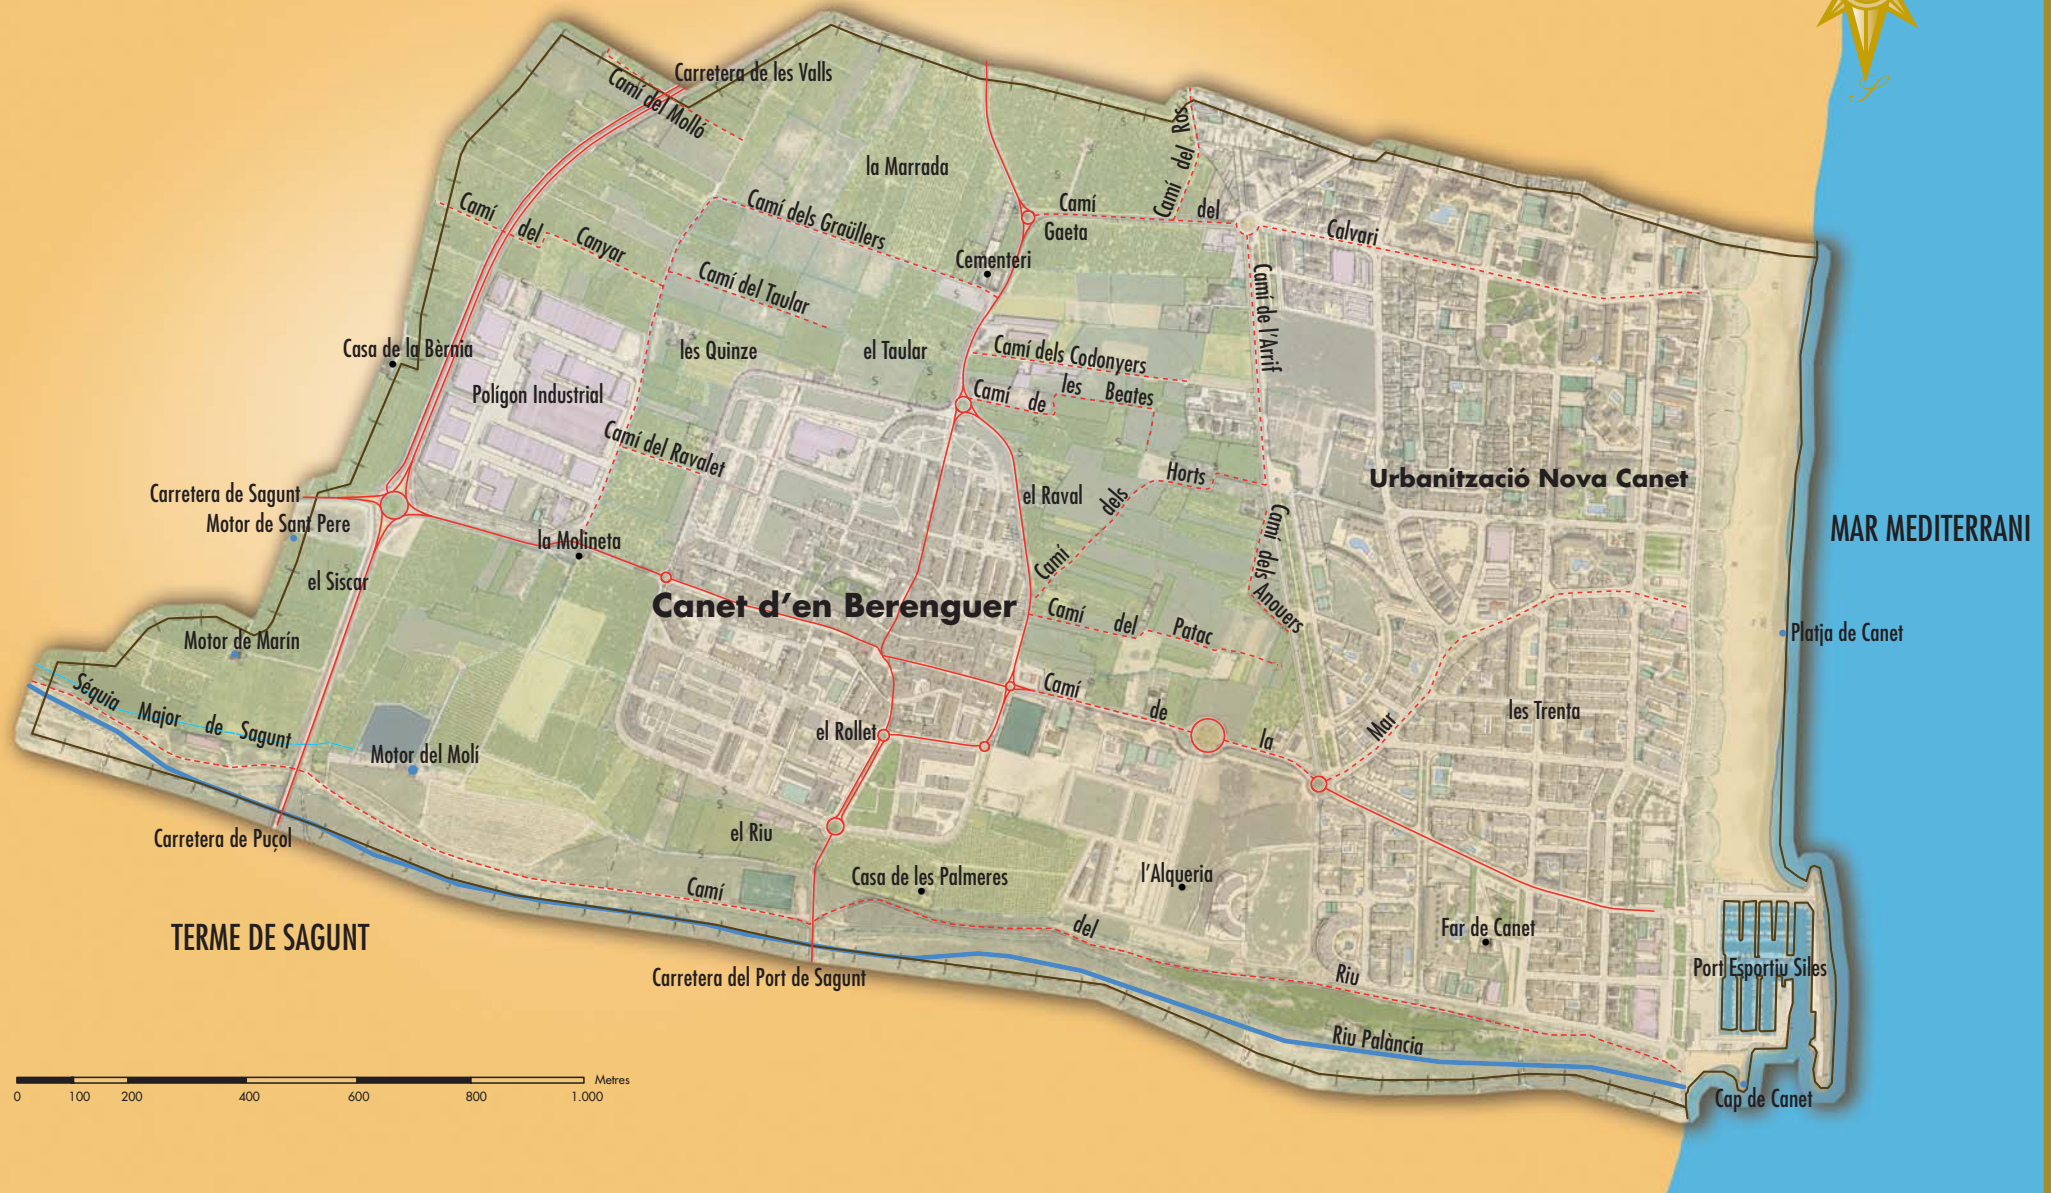 Carretera de les Valls
Camí del Molló
la Marrada
Camí del Ros
Camí del Calvari
Gaeta
Camí del Canyar
Camí dels Graüllers
Cementeri
Camí del Taular
Camí de l'Arrif
Casa de la Bèrnia
les Quinze
el Taular
Camí dels Codonyers
Polígon Industrial
Camí de les Beates
Camí del Ravalet
Urbanització Nova Canet
Carretera de Sagunt
Motor de Sant Pere
el Raval
Camí dels Horts
MAR MEDITERRANI
la Molineta
Camí dels Anouers
el Siscar
Canet d'en Berenguer
Camí del Patac
Platja de Canet
Motor de Marín
Séquia Major de Sagunt
Camí de la Mar
les Trenta
el Rollet
Motor del Molí
el Riu
Carretera de Puçol
Casa de les Palmeres
l'Alqueria
Camí del Riu
Far de Canet
TERME DE SAGUNT
Port Esportiu Siles
Carretera del Port de Sagunt
Riu Palància
Cap de Canet
Metres
0 100 200 400 600 800 1.000